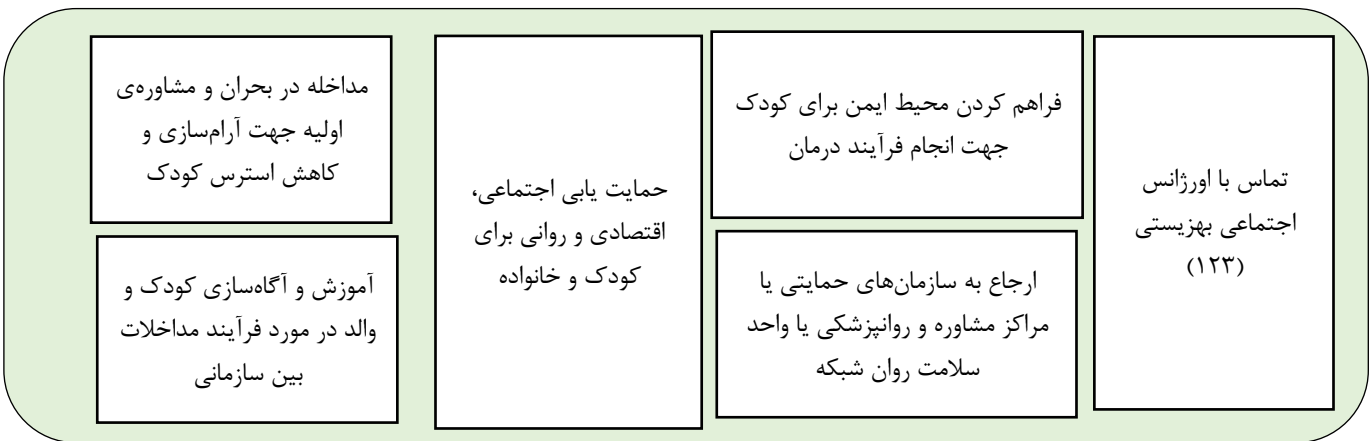 تماس با اورژانس
اجتماعی بهزیستی
(۱۲۳)
فراهم کردن محیط ایمن برای کودک
جهت انجام فرآیند درمان
ارجاع به سازمان‌های حمایتی یا
مراکز مشاوره و روانپزشکی یا واحد
سلامت روان شبکه
حمایت یابی اجتماعی،
اقتصادی و روانی برای
کودک و خانواده
مداخله در بحران و مشاوره‌ی
اولیه جهت آرام‌سازی و
کاهش استرس کودک
آموزش و آگاه‌سازی کودک و
والد در مورد فرآیند مداخلات
بین سازمانی